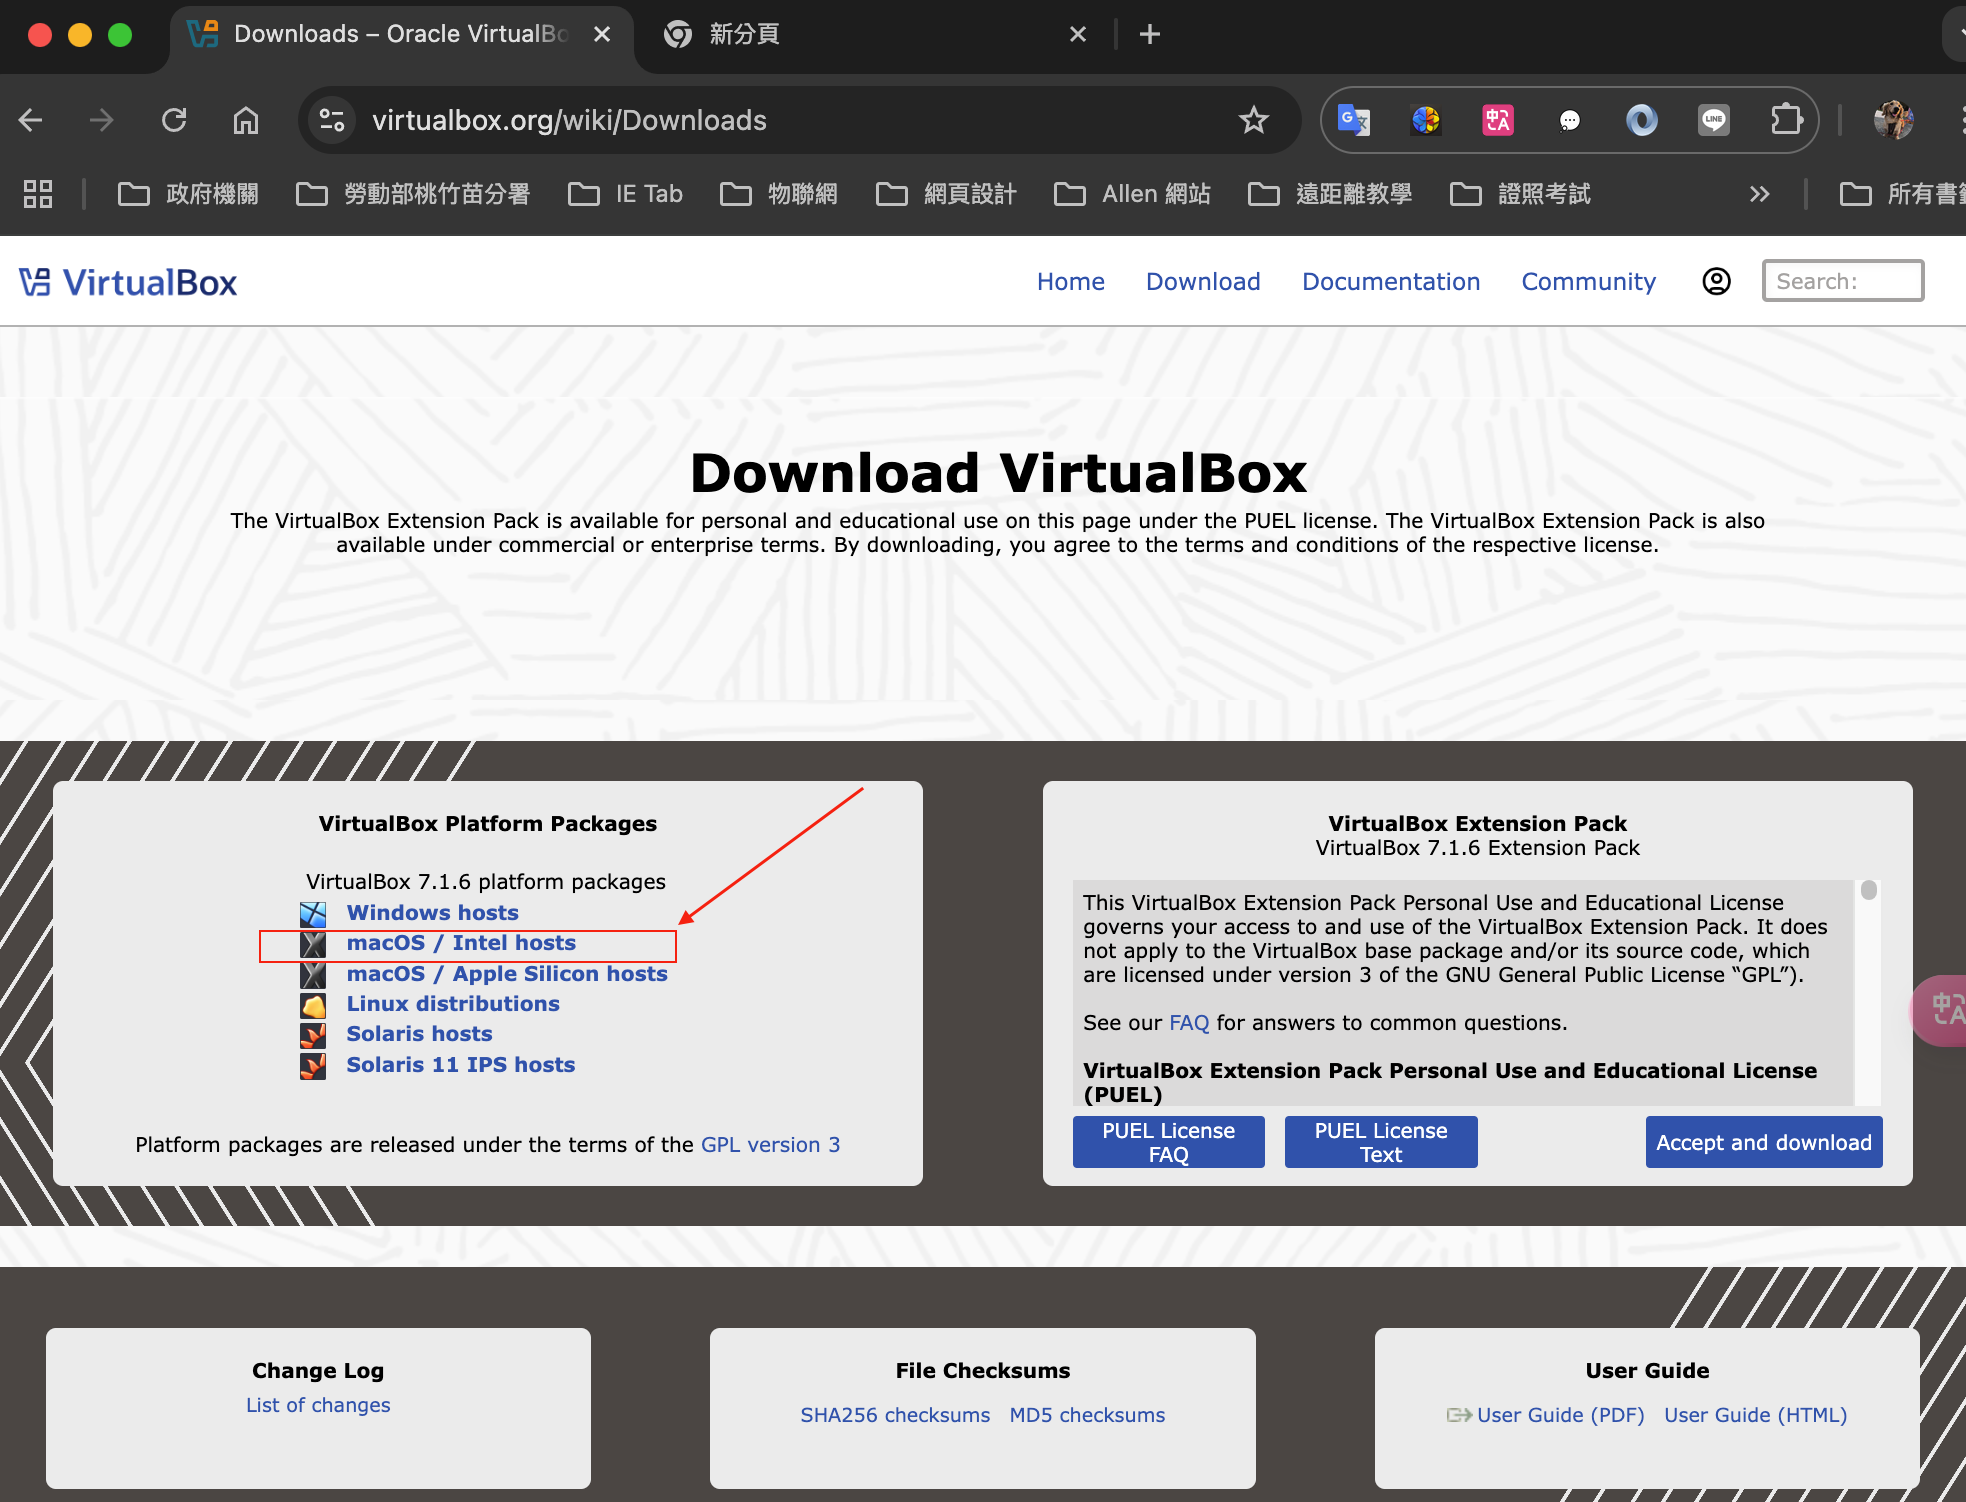 Downloads – Oracle VirtualBo
新分頁
virtualbox.org/wiki/Downloads
政府機關
勞動部桃竹苗分署
IE Tab
物聯網
網頁設計
Allen 網站
遠距離教學
證照考試
所有書籤
VirtualBox
Home
Download
Documentation
Community
Search:
Download VirtualBox
The VirtualBox Extension Pack is available for personal and educational use on this page under the PUEL license. The VirtualBox Extension Pack is also
available under commercial or enterprise terms. By downloading, you agree to the terms and conditions of the respective license.
VirtualBox Platform Packages
VirtualBox 7.1.6 platform packages
Windows hosts
macOS / Intel hosts
macOS / Apple Silicon hosts
Linux distributions
Solaris hosts
Solaris 11 IPS hosts
Platform packages are released under the terms of the GPL version 3
VirtualBox Extension Pack
VirtualBox 7.1.6 Extension Pack
This VirtualBox Extension Pack Personal Use and Educational License
governs your access to and use of the VirtualBox Extension Pack. It does
not apply to the VirtualBox base package and/or its source code, which
are licensed under version 3 of the GNU General Public License “GPL”).
See our FAQ for answers to common questions.
VirtualBox Extension Pack Personal Use and Educational License
(PUEL)
PUEL License
FAQ
PUEL License
Text
Accept and download
Change Log
List of changes
File Checksums
SHA256 checksums
MD5 checksums
User Guide
User Guide (PDF)
User Guide (HTML)